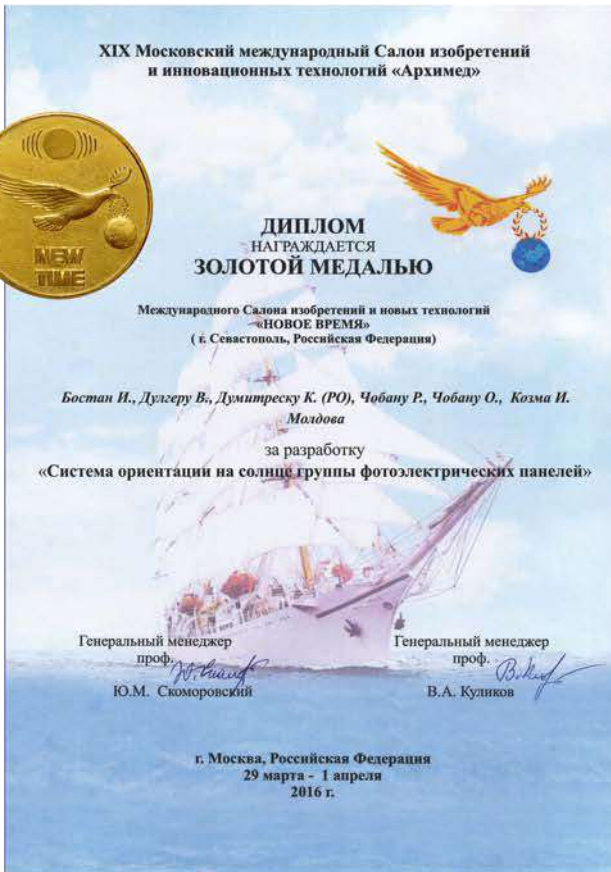 XIX Московский международный Салон изобретений
и инновационных технологий «Архимед»
NEW
TIME
ДИПЛОМ
НАГРАЖДАЕТСЯ
ЗОЛОТОЙ МЕДАЛЬЮ
Международного Салона изобретений и новых технологий
«НОВОЕ ВРЕМЯ»
( г. Севастополь, Российская Федерация)
Бостан И., Дулгеру В., Думитреску К. (РО), Чобану Р., Чобану О., Козма И.
Молдова
за разработку
«Система ориентации на солнце группы фотоэлектрических панелей»
Генеральный менеджер
проф.
Ю.М. Скоморовский
Генеральный менеджер
проф.
В.А. Куликов
г. Москва, Российская Федерация
29 марта - 1 апреля
2016 г.